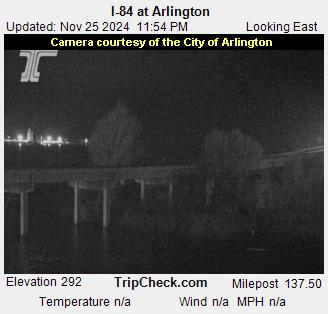 I-84 at Arlington
Updated: Nov 25 2024 11:54 PM Looking East
Camera courtesy of the City of Arlington
Elevation 292 TripCheck.com Milepost 137.50
Temperature n/a Wind n/a MPH n/a